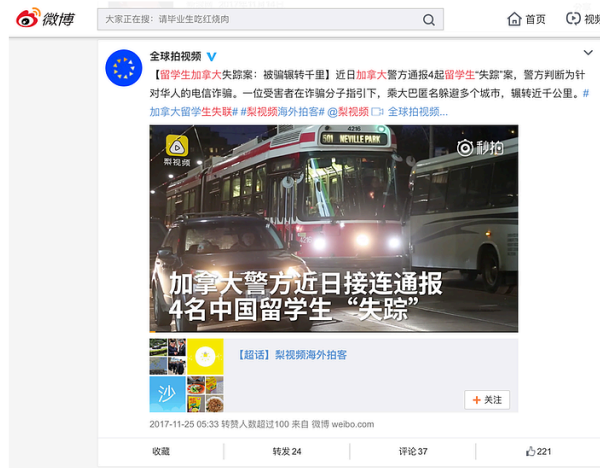 微博
大家正在搜：请毕业生吃红烧肉
首页
视频
全球拍视频
【留学生加拿大失踪案：被骗辗转千里】近日加拿大警方通报4起留学生“失踪”案，警方判断为针
对华人的电信诈骗。一位受害者在诈骗分子指引下，乘大巴匿名躲避多个城市，辗转近千公里。#
加拿大留学生失联# #梨视频海外拍客# @梨视频 全球拍视频...
4216
501 NEVILLE PARK
梨视频
秒拍
4216
加拿大警方近日接连通报
4名中国留学生“失踪”
【超话】梨视频海外拍客
沙
+ 关注
2017-11-25 05:33 转赞人数超过100 来自 微博 weibo.com
收藏
转发 24
评论 37
221